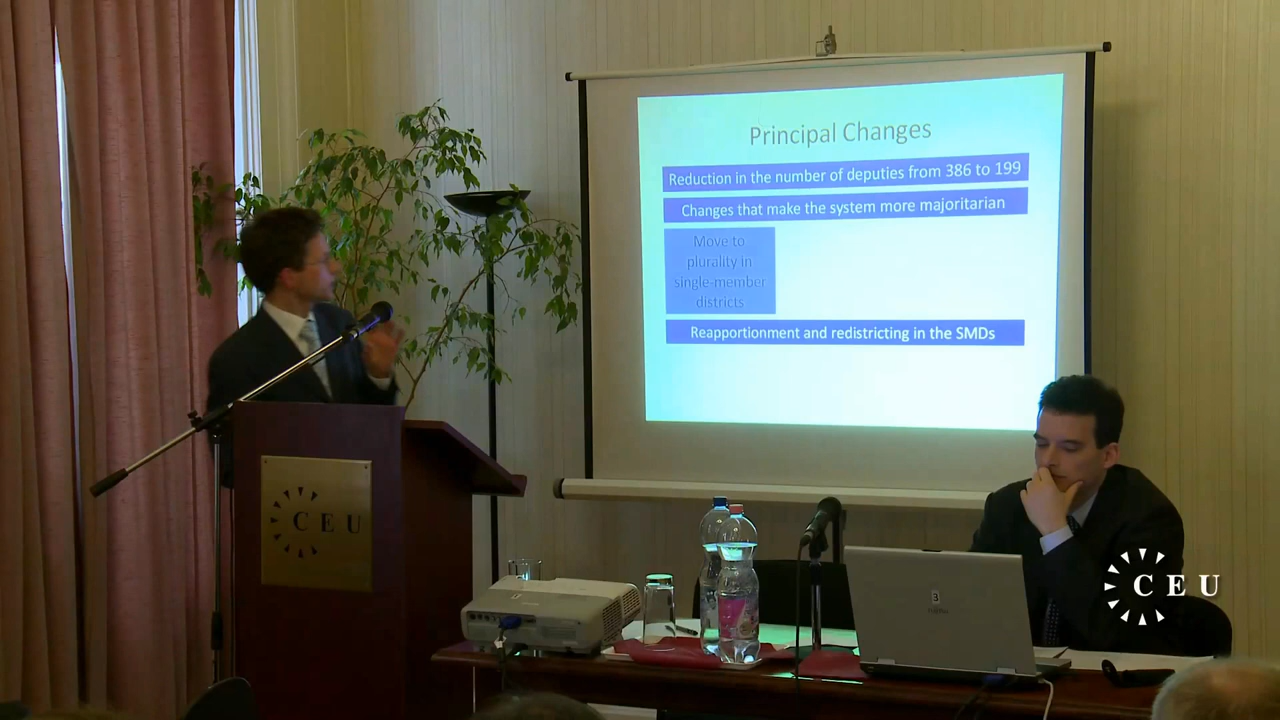 Principal Changes
Reduction in the number of deputies from 386 to 199
Changes that make the system more majoritarian
Move to
plurality in
single-member
districts
Reapportionment and redistricting in the SMDs
CEU
3
CEU